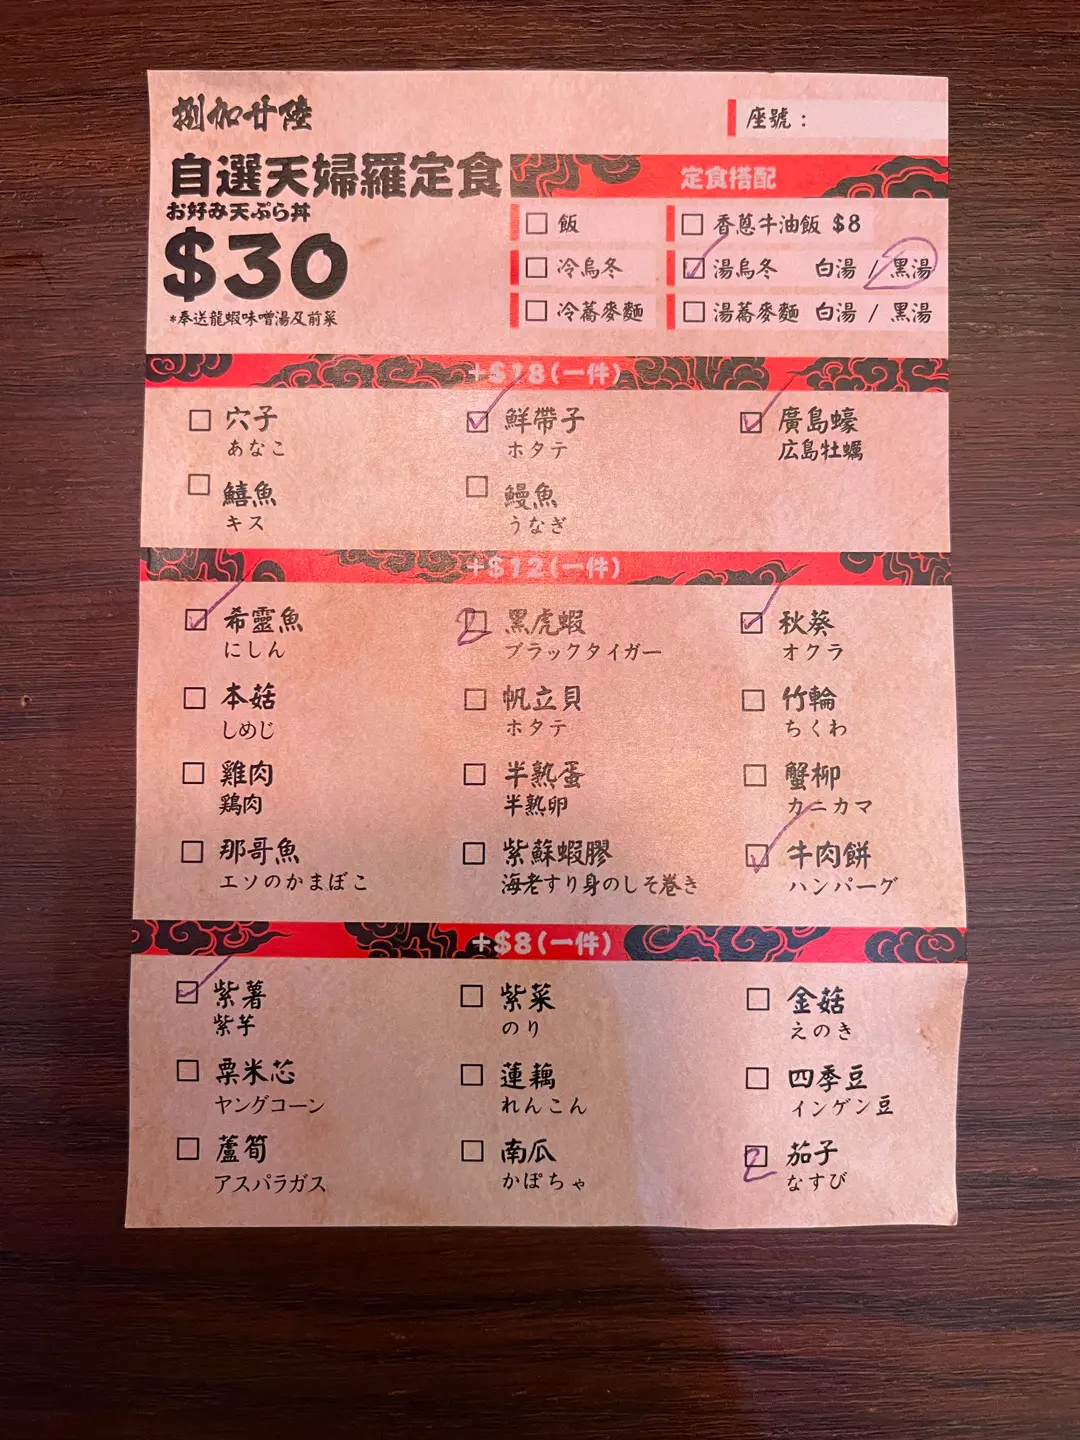 捌加廿陸
座號：
自選天婦羅定食
お好み天ぷら丼
$30
*奉送龍蝦味噌湯及前菜
定食搭配
飯
香蔥牛油飯 $8
冷烏冬
湯烏冬 白湯 / 黑湯
冷蕎麥麵
湯蕎麥麵 白湯 / 黑湯
+$18(一件)
穴子
あなこ
鮮帶子
ホタテ
廣島蠔
広島牡蠣
鱚魚
キス
鰻魚
うなぎ
+$12(一件)
希靈魚
にしん
2
黑虎蝦
ブラックタイガー
秋葵
オクラ
本菇
しめじ
帆立貝
ホタテ
竹輪
ちくわ
雞肉
鶏肉
半熟蛋
半熟卵
蟹柳
カニカマ
那哥魚
エソのかまぼこ
紫蘇蝦膠
海老すり身のしそ巻き
牛肉餅
ハンバーグ
+$8(一件)
紫薯
紫芋
紫菜
のり
金菇
えのき
粟米芯
ヤングコーン
蓮藕
れんこん
四季豆
インゲン豆
蘆筍
アスパラガス
南瓜
かぼちゃ
2
茄子
なすび